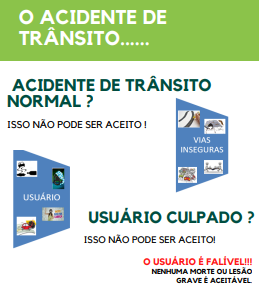 O ACIDENTE DE
TRÂNSITO......
ACIDENTE DE TRÂNSITO
NORMAL ?
ISSO NÃO PODE SER ACEITO !
VIAS
INSEGURAS
USUÁRIO
USUÁRIO CULPADO ?
ISSO NÃO PODE SER ACEITO!
O USUÁRIO É FALÍVEL!!!
NENHUMA MORTE OU LESÃO
GRAVE É ACEITÁVEL